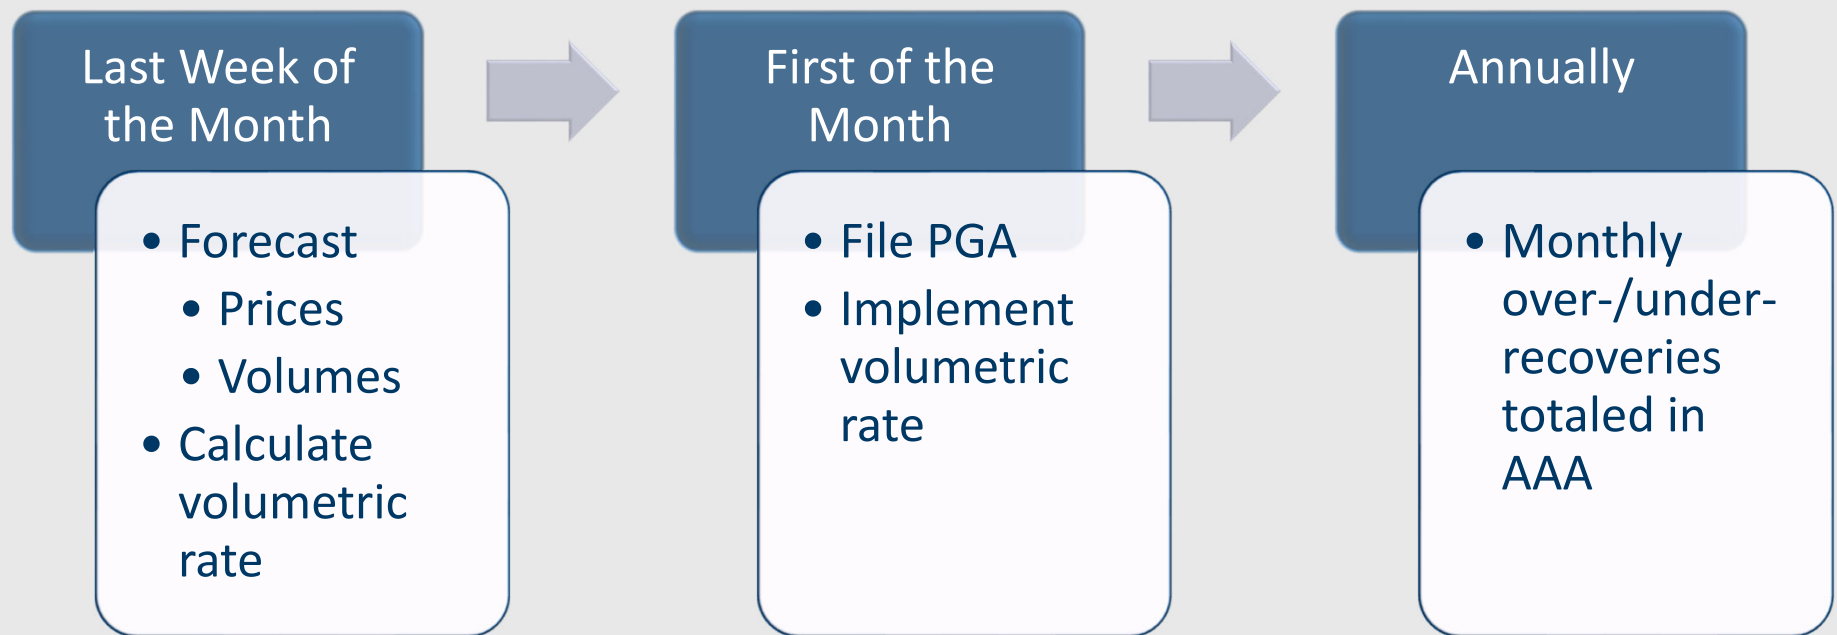 Last Week of
the Month
• Forecast
• Prices
• Volumes
• Calculate
volumetric
rate
First of the
Month
• File PGA
• Implement
volumetric
rate
Annually
• Monthly
over-/under-
recoveries
totaled in
AAA